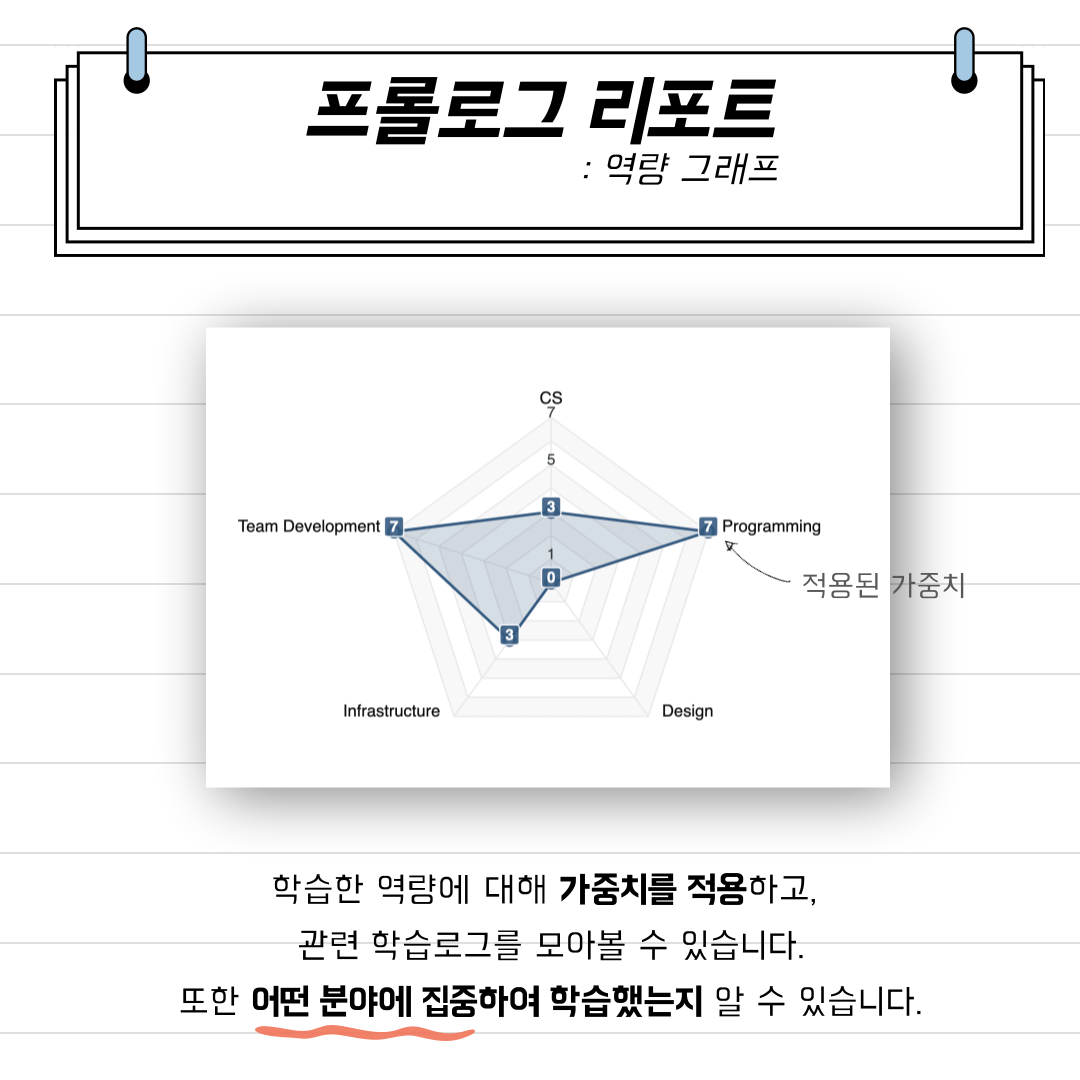 프롤로그 리포트
: 역량 그래프
CS
7
5
3
Team Development 7
7 Programming
1
0
적용된 가중치
3
Infrastructure
Design
학습한 역량에 대해 가중치를 적용하고,
관련 학습로그를 모아볼 수 있습니다.
또한 어떤 분야에 집중하여 학습했는지 알 수 있습니다.